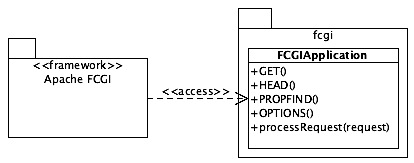 <<framework>>
Apache FCGI
<<access>>
fcgi
FCGIApplication
+GET()
+HEAD()
+PROPFIND()
+OPTIONS()
+processRequest(request)